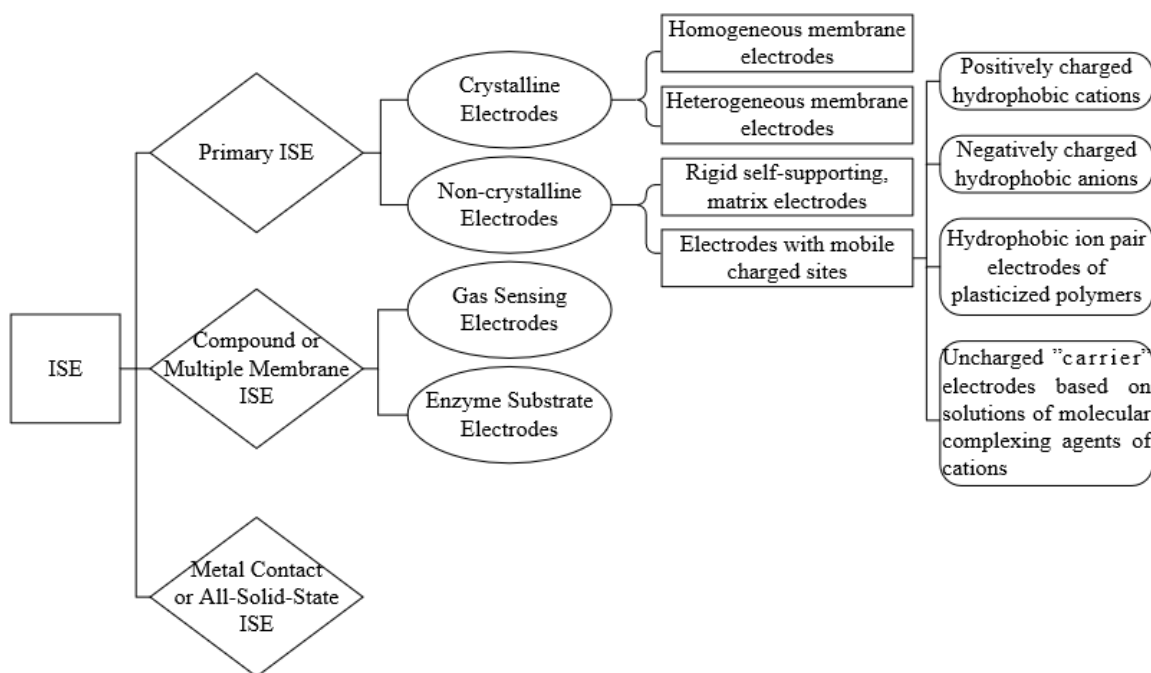 ISE
Primary ISE
Compound or
Multiple Membrane
ISE
Metal Contact
or All-Solid-State
ISE
Crystalline
Electrodes
Non-crystalline
Electrodes
Gas Sensing
Electrodes
Enzyme Substrate
Electrodes
Homogeneous membrane
electrodes
Heterogeneous membrane
electrodes
Rigid self-supporting,
matrix electrodes
Electrodes with mobile
charged sites
Positively charged
hydrophobic cations
Negatively charged
hydrophobic anions
Hydrophobic ion pair
electrodes of
plasticized polymers
Uncharged ”carrier”
electrodes based on
solutions of molecular
complexing agents of
cations